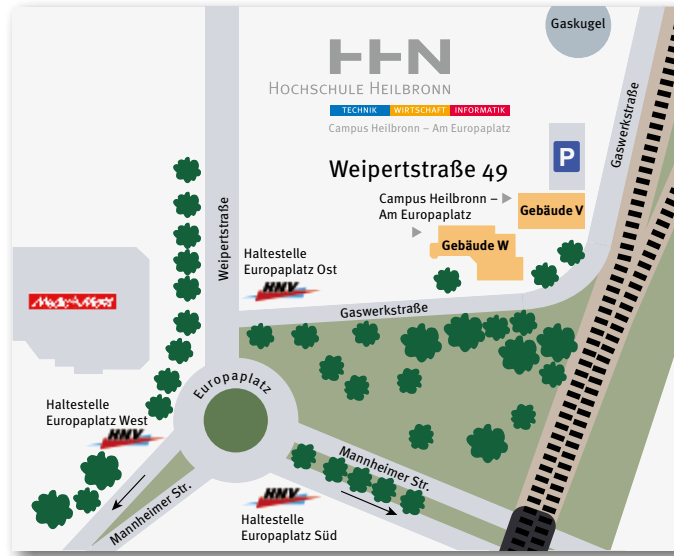 Gaskugel
HHN
HOCHSCHULE HEILBRONN
TECHNIK WIRTSCHAFT INFORMATIK
Campus Heilbronn – Am Europaplatz
Gaswerkstraße
P
Weipertstraße 49
Campus Heilbronn –
Am Europaplatz
Gebäude V
Gebäude W
Weipertstraße
Haltestelle
Europaplatz Ost
HNV
Media Markt
Gaswerkstraße
Europaplatz
Haltestelle
Europaplatz West
HNV
Mannheimer Str.
Mannheimer Str.
HNV
Haltestelle
Europaplatz Süd